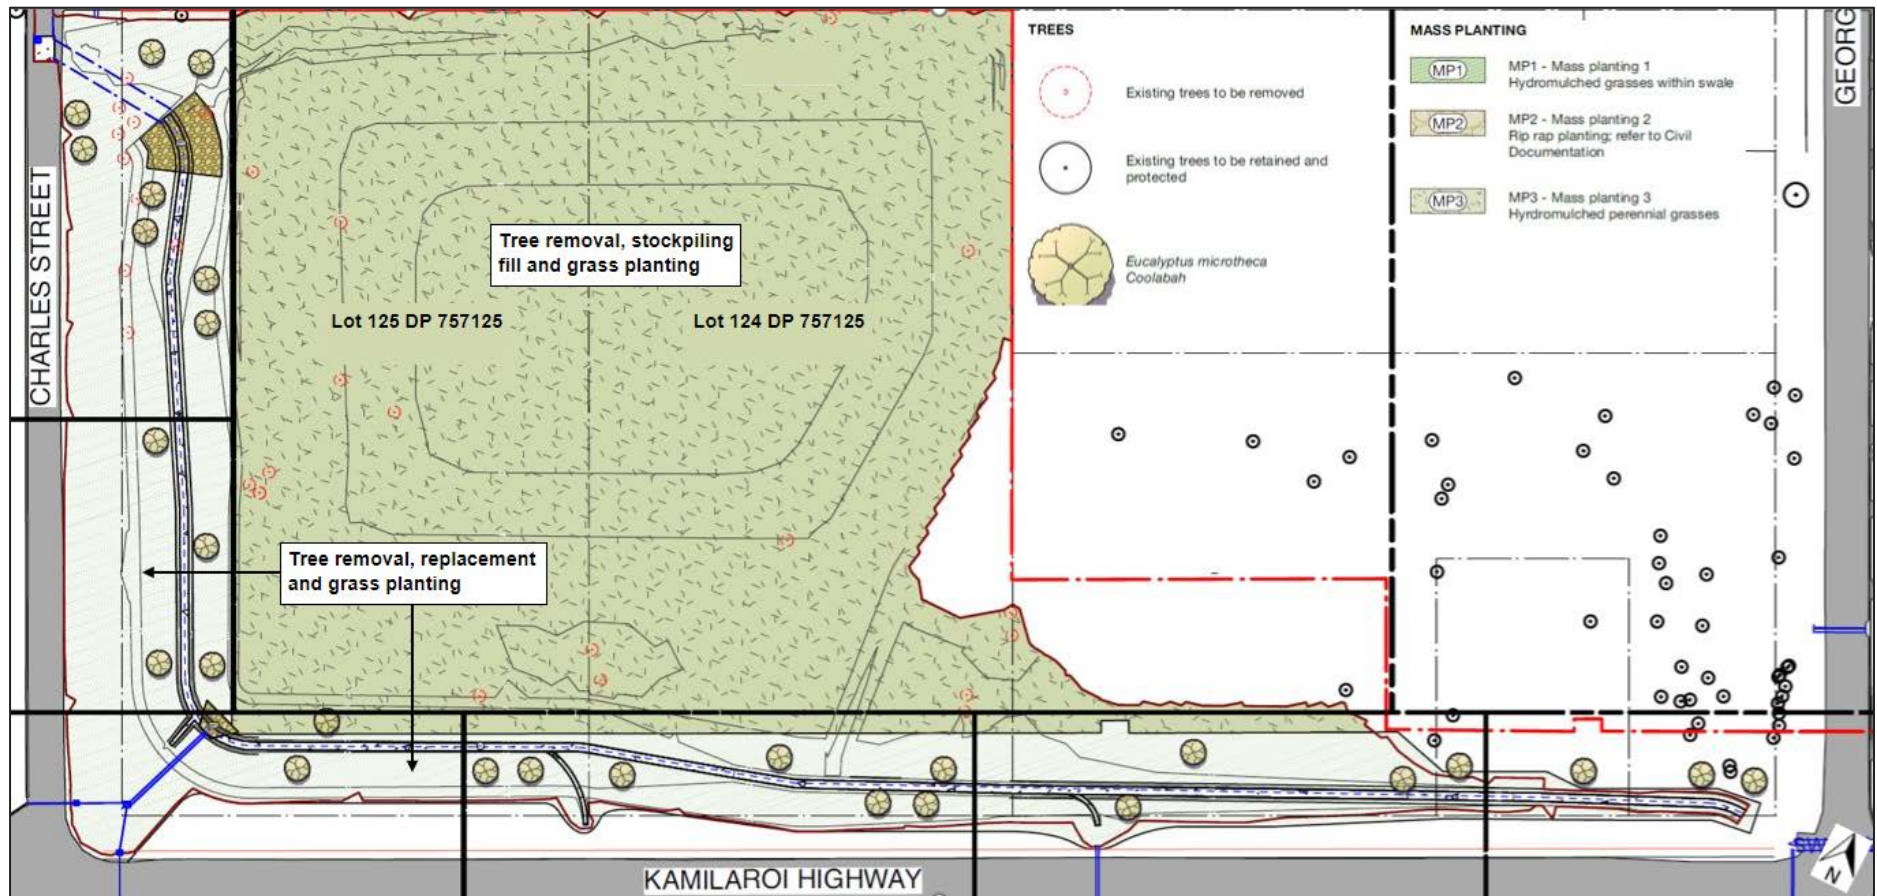 TREES
Existing trees to be removed
Existing trees to be retained and
protected
Eucalyptus microtheca
Coolabah
MASS PLANTING
MP1
MP1 - Mass planting 1
Hydromulched grasses within swale
MP2
MP2 - Mass planting 2
Rip rap planting; refer to Civil
Documentation
MP3
MP3 - Mass planting 3
Hyrdromulched perennial grasses
GEORG
CHARLES STREET
Tree removal, stockpiling
fill and grass planting
Lot 125 DP 757125
Lot 124 DP 757125
Tree removal, replacement
and grass planting
KAMILAROI HIGHWAY
SW
N